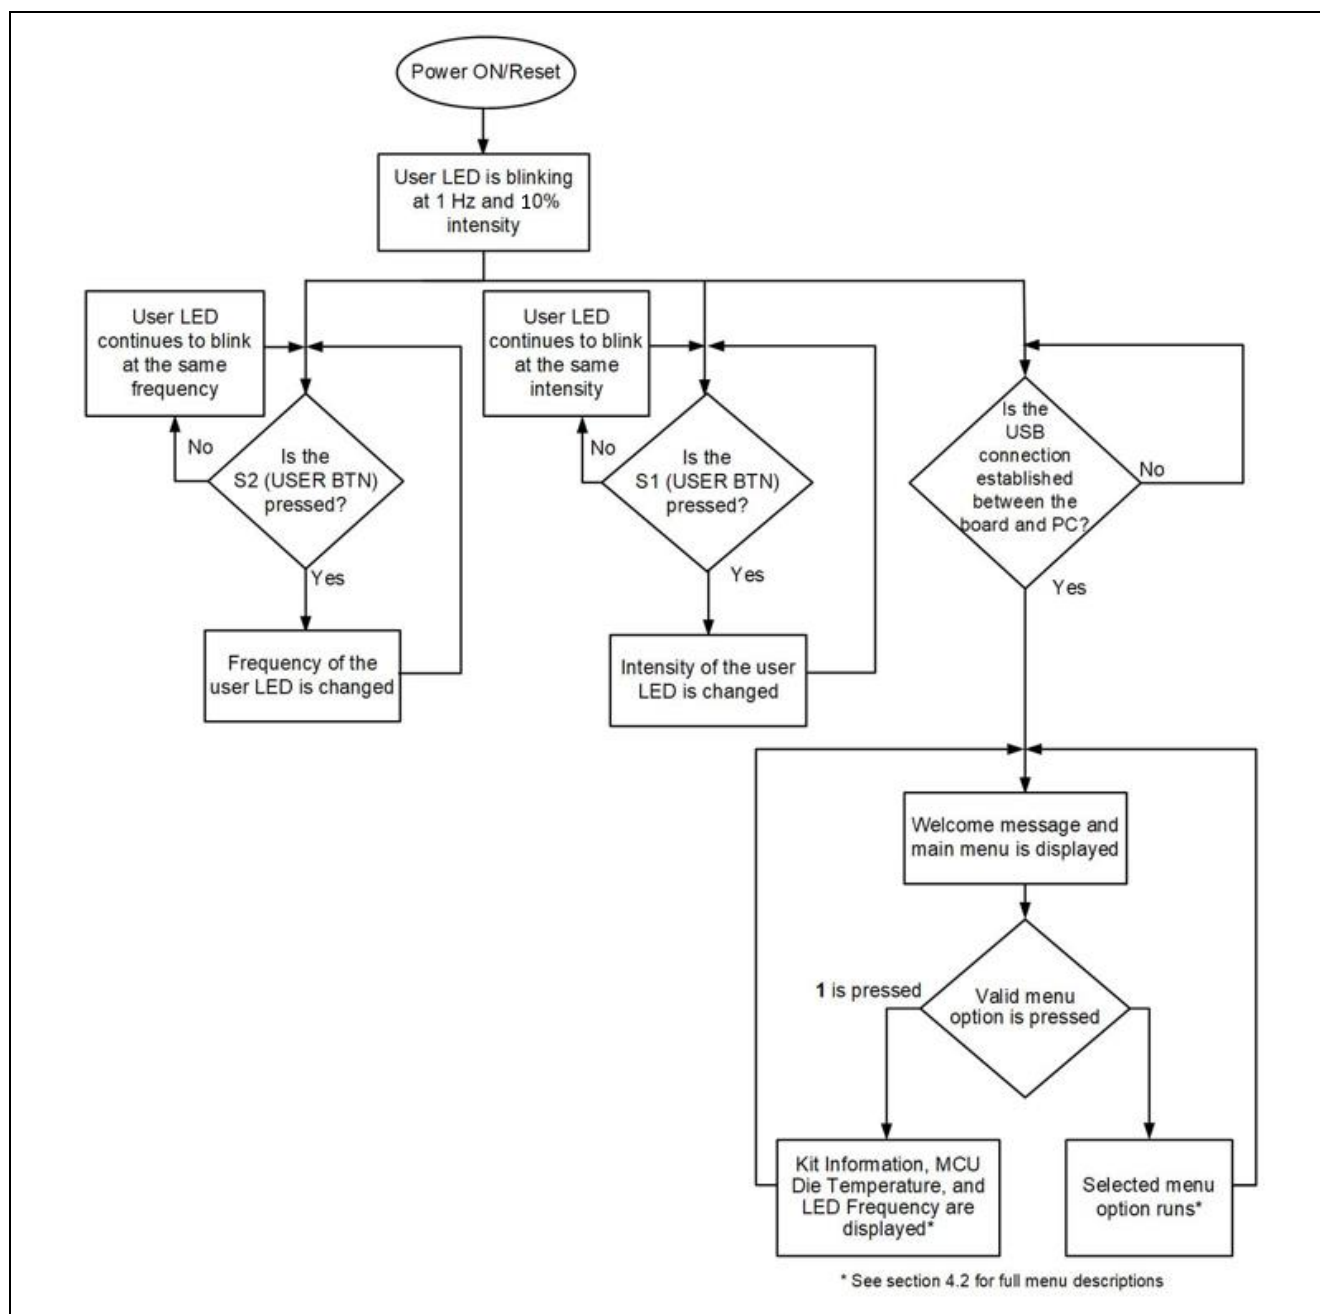 Power ON/Reset
User LED is blinking
at 1 Hz and 10%
intensity
User LED
continues to blink
at the same
frequency
No
Is the
S2 (USER BTN)
pressed?
Yes
Frequency of the
user LED is changed
User LED
continues to blink
at the same
intensity
No
Is the
S1 (USER BTN)
pressed?
Yes
Intensity of the user
LED is changed
Is the
USB
connection
established
between the
board and PC?
No
Yes
Welcome message and
main menu is displayed
Valid menu
option is pressed
1 is pressed
Kit Information, MCU
Die Temperature, and
LED Frequency are
displayed*
Selected menu
option runs*
* See section 4.2 for full menu descriptions